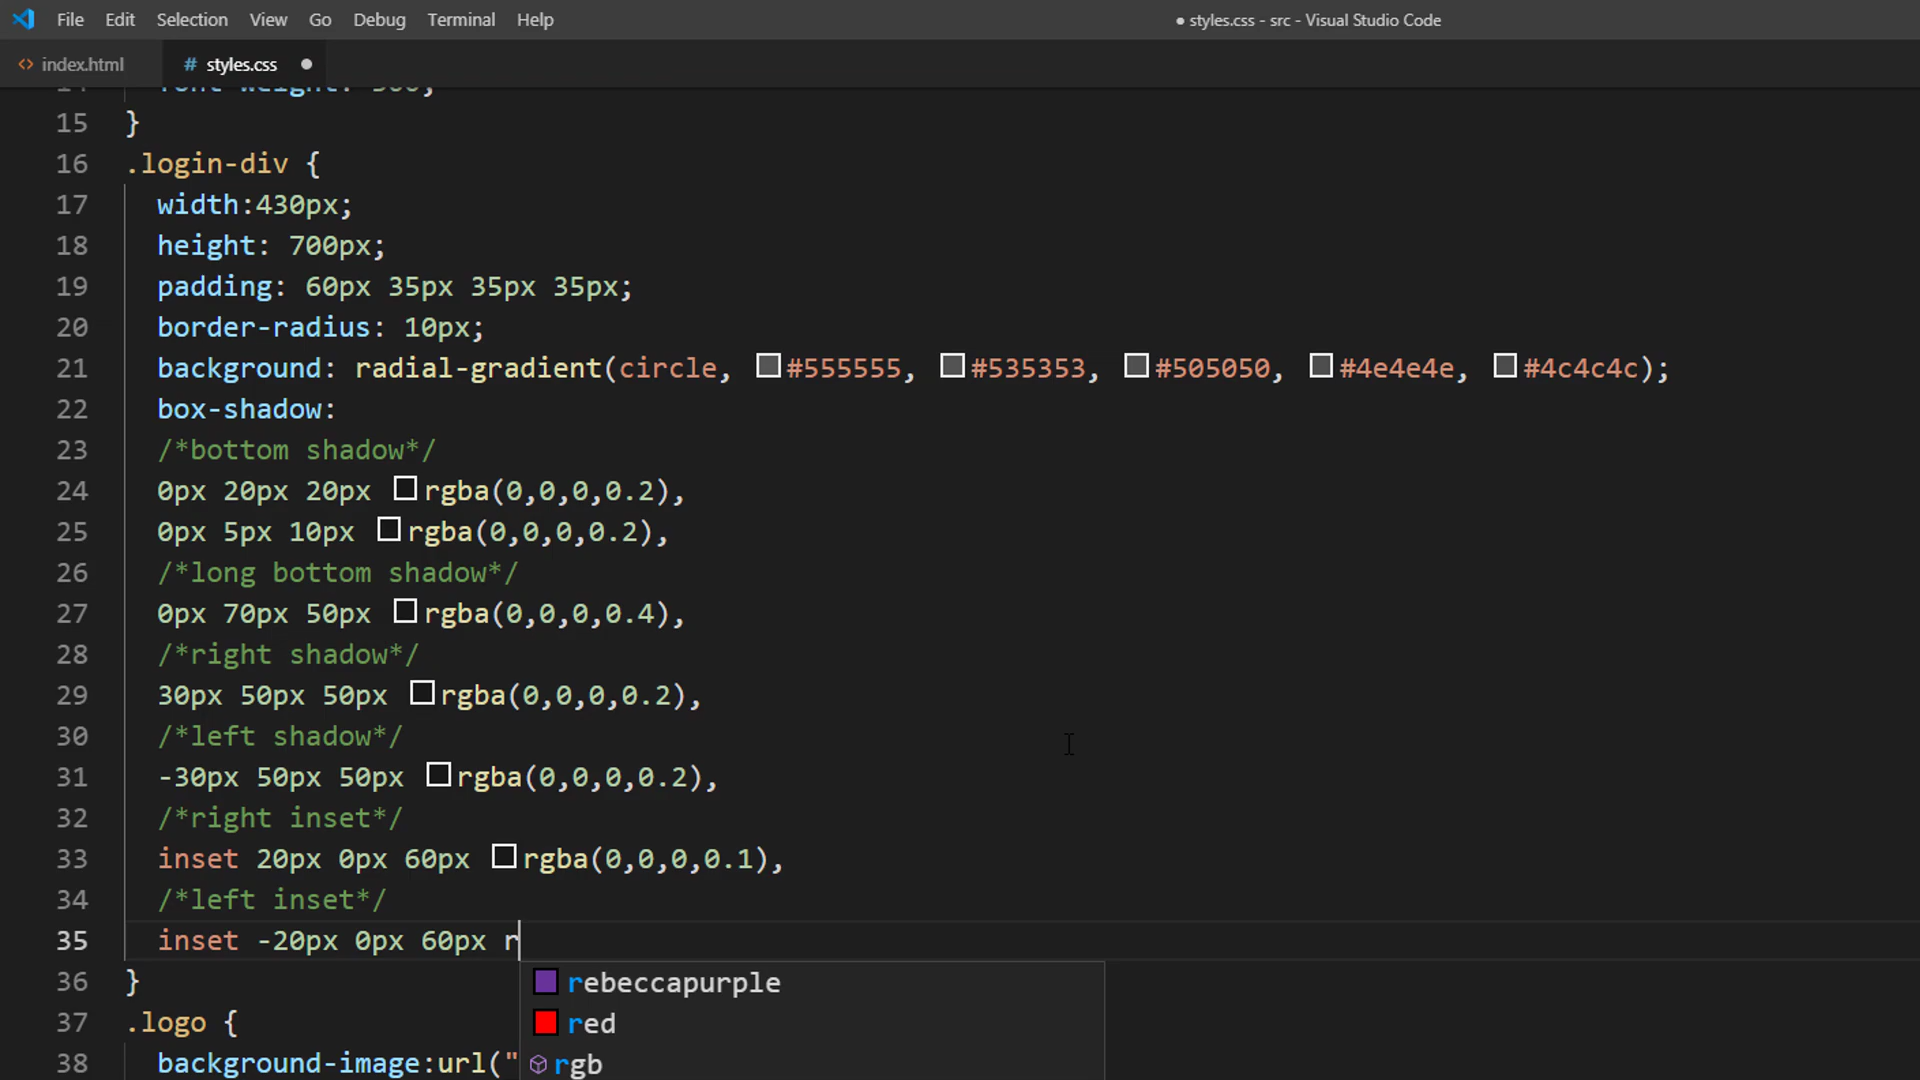 File Edit Selection View Go Debug Terminal Help
● styles.css - src - Visual Studio Code
<> index.html # styles.css ●
15 }
16 .login-div {
17 width:430px;
18 height: 700px;
19 padding: 60px 35px 35px 35px;
20 border-radius: 10px;
21 background: radial-gradient(circle, #555555, #535353, #505050, #4e4e4e, #4c4c4c);
22 box-shadow:
23 /*bottom shadow*/
24 0px 20px 20px rgba(0,0,0,0.2),
25 0px 5px 10px rgba(0,0,0,0.2),
26 /*long bottom shadow*/
27 0px 70px 50px rgba(0,0,0,0.4),
28 /*right shadow*/
29 30px 50px 50px rgba(0,0,0,0.2),
30 /*left shadow*/
31 -30px 50px 50px rgba(0,0,0,0.2),
32 /*right inset*/
33 inset 20px 0px 60px rgba(0,0,0,0.1),
34 /*left inset*/
35 inset -20px 0px 60px r
36 }
rebeccapurple
37 .logo {
red
38 background-image:url("
rgb